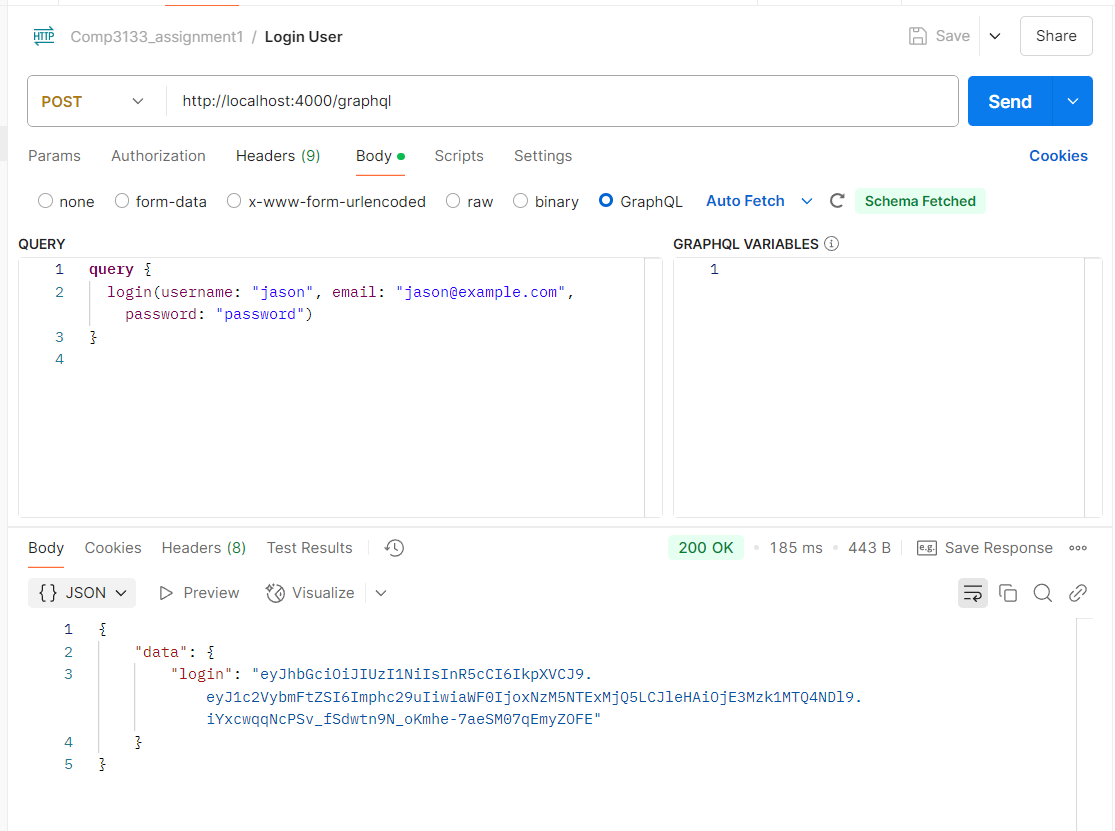 HTTP Comp3133_assignment1 / Login User Save Share
POST http://localhost:4000/graphql Send
Params Authorization Headers (9) Body Scripts Settings Cookies
none form-data x-www-form-urlencoded raw binary GraphQL Auto Fetch Schema Fetched
QUERY GRAPHQL VARIABLES
1 query { 1
2 login(username: "jason", email: "jason@example.com",
password: "password")
3 }
4
Body Cookies Headers (8) Test Results 200 OK 185 ms 443 B e.g. Save Response
{} JSON Preview Visualize
1 {
2 "data": {
3 "login": "eyJhbGciOiJIUzI1NiIsInR5cCI6IkpXVCJ9.
eyJ1c2VybmFtZSI6Imphc29uIiwiaWF0IjoxNzM5NTExMjQ5LCJleHAiOjE3Mzk1MTQ4NDl9.
iYxcwqqNcPSv_fSdwtn9N_oKmhe-7aeSM07qEmyZOFE"
4 }
5 }